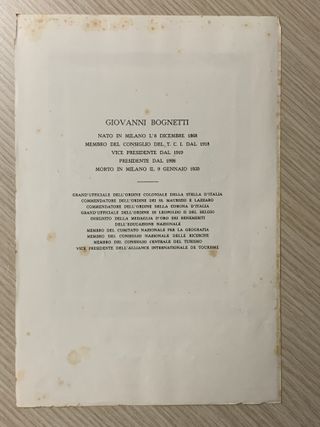 GIOVANNI BOGNETTI
NATO IN MILANO L'8 DICEMBRE 1868
MEMBRO DEL CONSIGLIO DEL T. C. I. DAL 1918
VICE PRESIDENTE DAL 1919
PRESIDENTE DAL 1926
MORTO IN MILANO IL 9 GENNAIO 1935
GRAND'UFFICIALE DELL'ORDINE COLONIALE DELLA STELLA D'ITALIA
COMMENDATORE DELL'ORDINE DEI SS. MAURIZIO E LAZZARO
COMMENDATORE DELL'ORDINE DELLA CORONA D'ITALIA
GRAND'UFFICIALE DELL'ORDINE DI LEOPOLDO II DEL BELGIO
INSIGNITO DELLA MEDAGLIA D'ORO DEI BENEMERITI
DELL'EDUCAZIONE NAZIONALE
MEMBRO DEL COMITATO NAZIONALE PER LA GEOGRAFIA
MEMBRO DEL CONSIGLIO NAZIONALE DELLE RICERCHE
MEMBRO DEL CONSIGLIO CENTRALE DEL TURISMO
VICE PRESIDENTE DELL'ALLIANCE INTERNATIONALE DE TOURISME